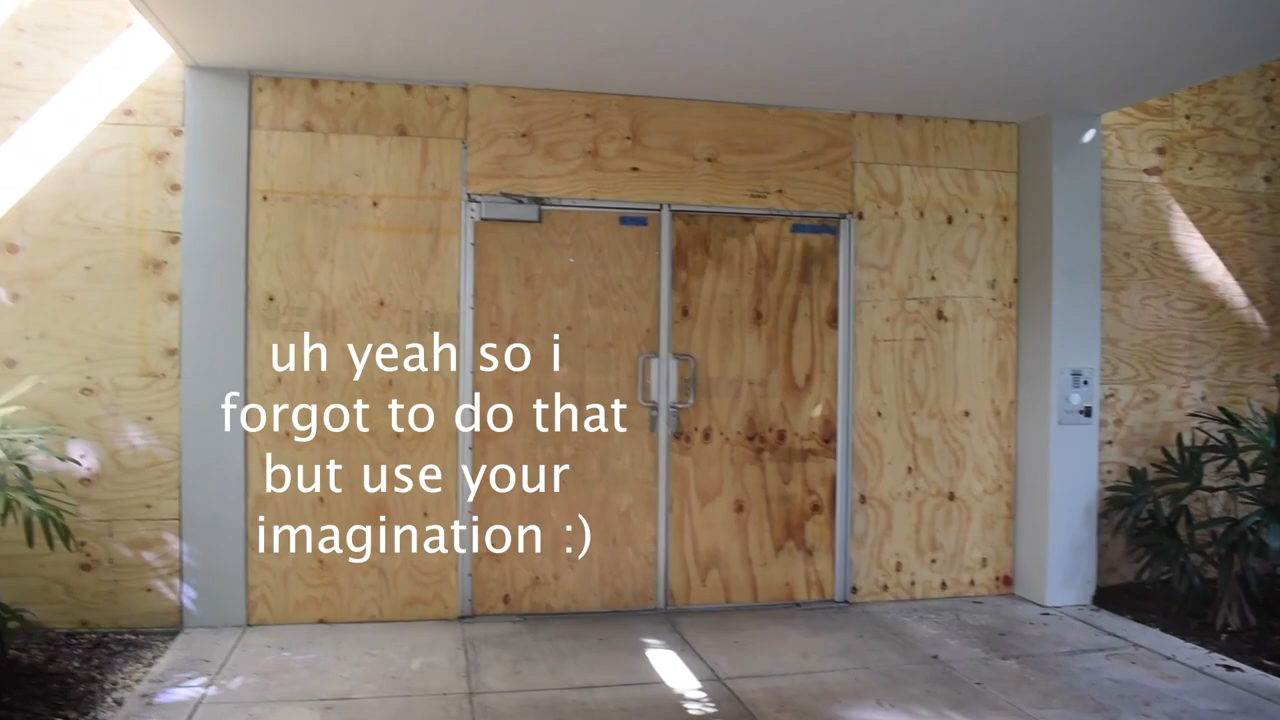 uh yeah so i
forgot to do that
but use your
imagination :)